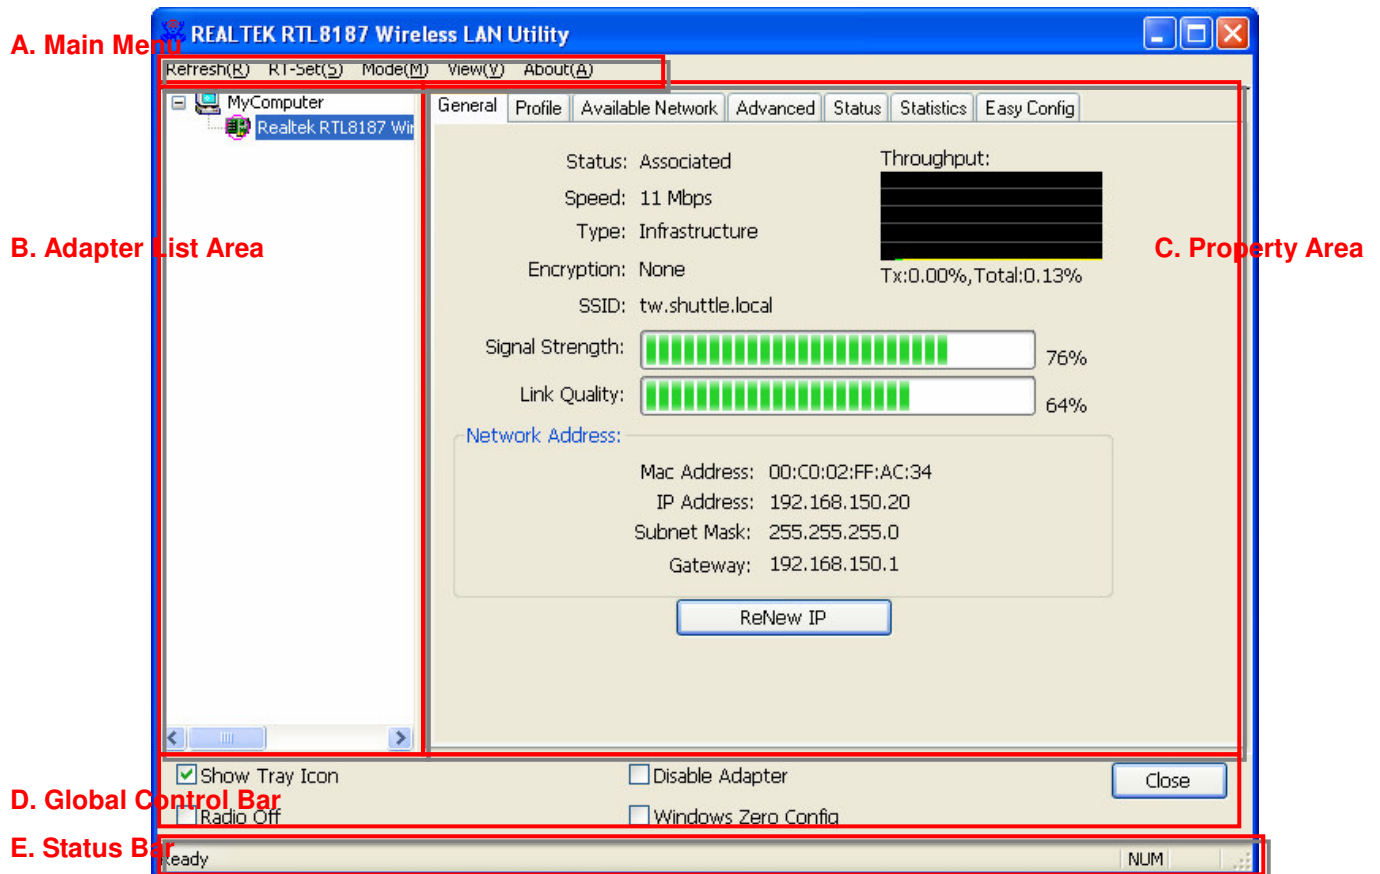 REALTEK RTL8187 Wireless LAN Utility
A. Main Menu
Refresh(R) RT-Set(S) Mode(M) View(V) About(A)
MyComputer
Realtek RTL8187 Wir
General Profile Available Network Advanced Status Statistics Easy Config
Status: Associated
Throughput:
Speed: 11 Mbps
Type: Infrastructure
B. Adapter List Area
C. Property Area
Encryption: None
Tx:0.00%,Total:0.13%
SSID: tw.shuttle.local
Signal Strength: 76%
Link Quality: 64%
Network Address:
Mac Address: 00:C0:02:FF:AC:34
IP Address: 192.168.150.20
Subnet Mask: 255.255.255.0
Gateway: 192.168.150.1
ReNew IP
Show Tray Icon Disable Adapter Close
D. Global Control Bar
Radio Off Windows Zero Config
E. Status Bar
Ready NUM